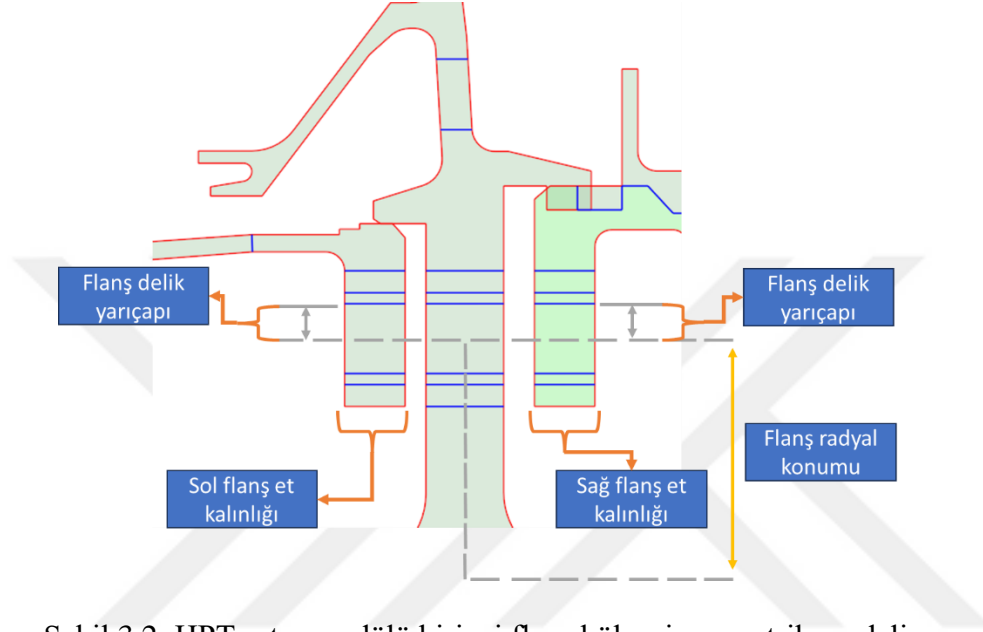 Flanş delik
yarıçapı
Flanş delik
yarıçapı
Flanş radyal
konumu
Sol flanş et
kalınlığı
Sağ flanş et
kalınlığı